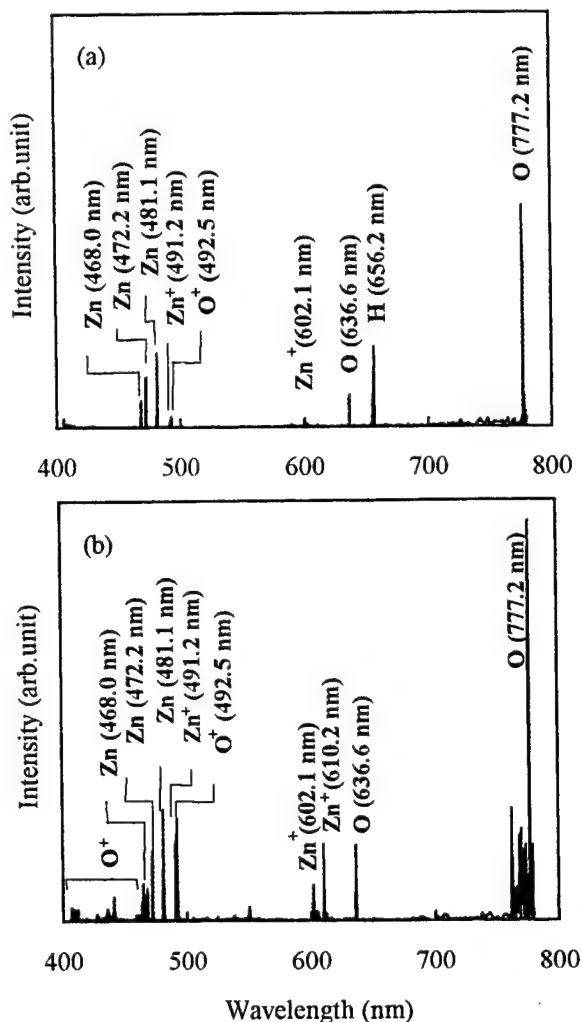 (a)
Intensity (arb.unit)
Zn (468.0 nm)
Zn (472.2 nm)
Zn (481.1 nm)
Zn⁺ (491.2 nm)
O⁺ (492.5 nm)
Zn⁺ (602.1 nm)
O (636.6 nm)
H (656.2 nm)
O (777.2 nm)
400 500 600 700 800
(b)
Intensity (arb.unit)
O⁺
Zn (468.0 nm)
Zn (472.2 nm)
Zn (481.1 nm)
Zn⁺ (491.2 nm)
O⁺ (492.5 nm)
Zn⁺ (602.1 nm)
Zn⁺ (610.2 nm)
O (636.6 nm)
O (777.2 nm)
400 500 600 700 800
Wavelength (nm)